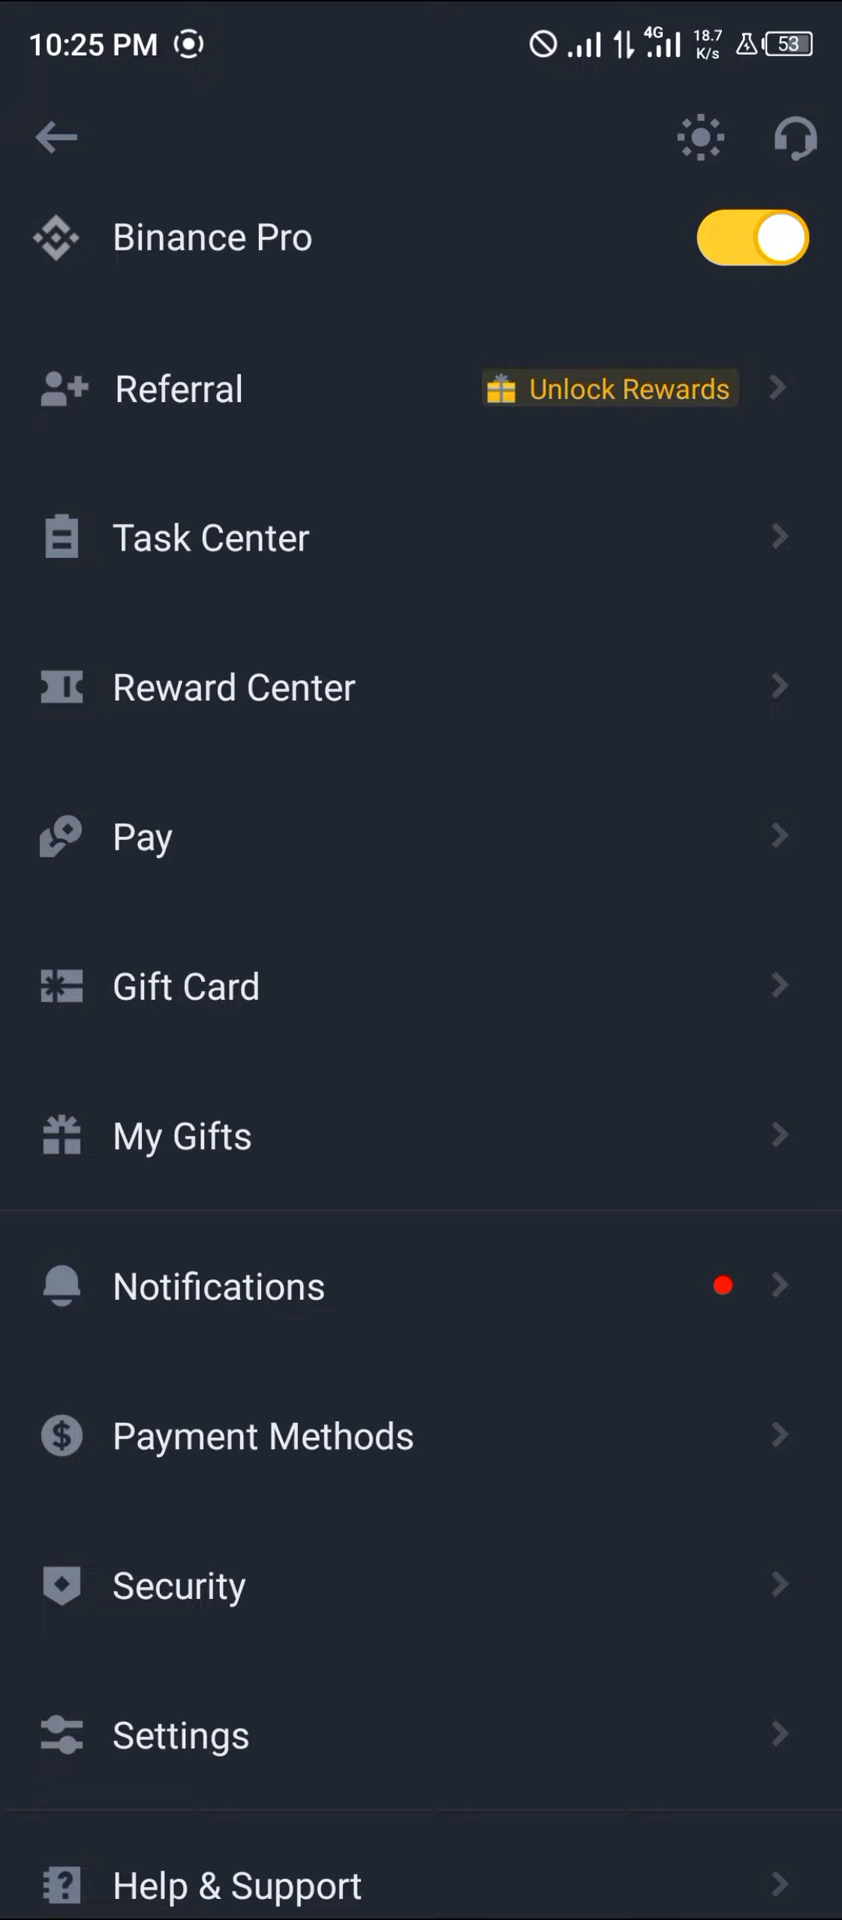 10:25 PM 4G 18.7 K/s 53
Binance Pro
Referral Unlock Rewards
Task Center
Reward Center
Pay
Gift Card
My Gifts
Notifications
Payment Methods
Security
Settings
Help & Support